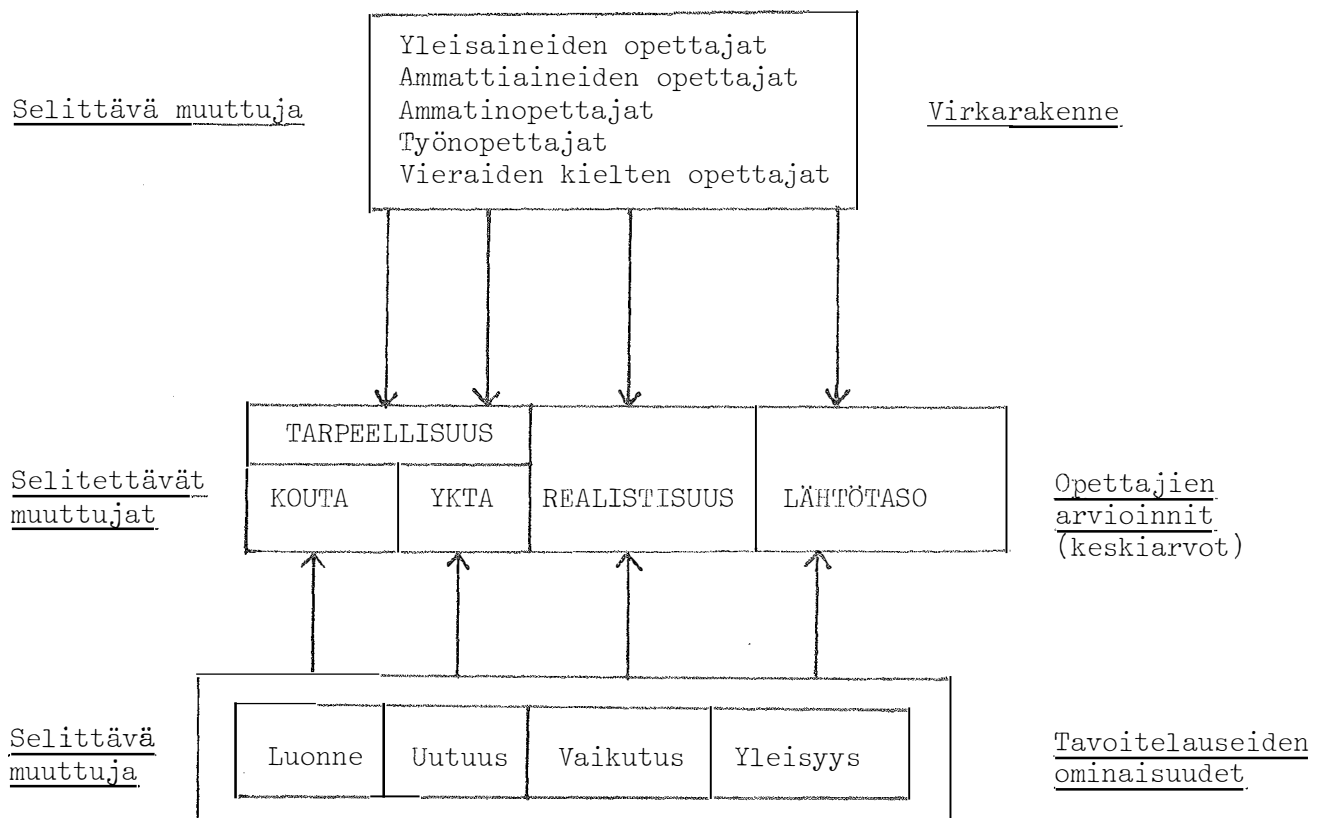 Yleisaineiden opettajat
Ammattiaineiden opettajat
Selittävä muuttuja
Ammatinopettajat
Virkarakenne
Työnopettajat
Vieraiden kielten opettajat
TARPEELLISUUS
Selitettävät
muuttujat
KOUTA
YKTA
REALISTISUUS
LÄHTÖTASO
Opettajien
arvioinnit
(keskiarvot)
Selittävä
muuttuja
Luonne
Uutuus
Vaikutus
Yleisyys
Tavoitelauseiden
ominaisuudet